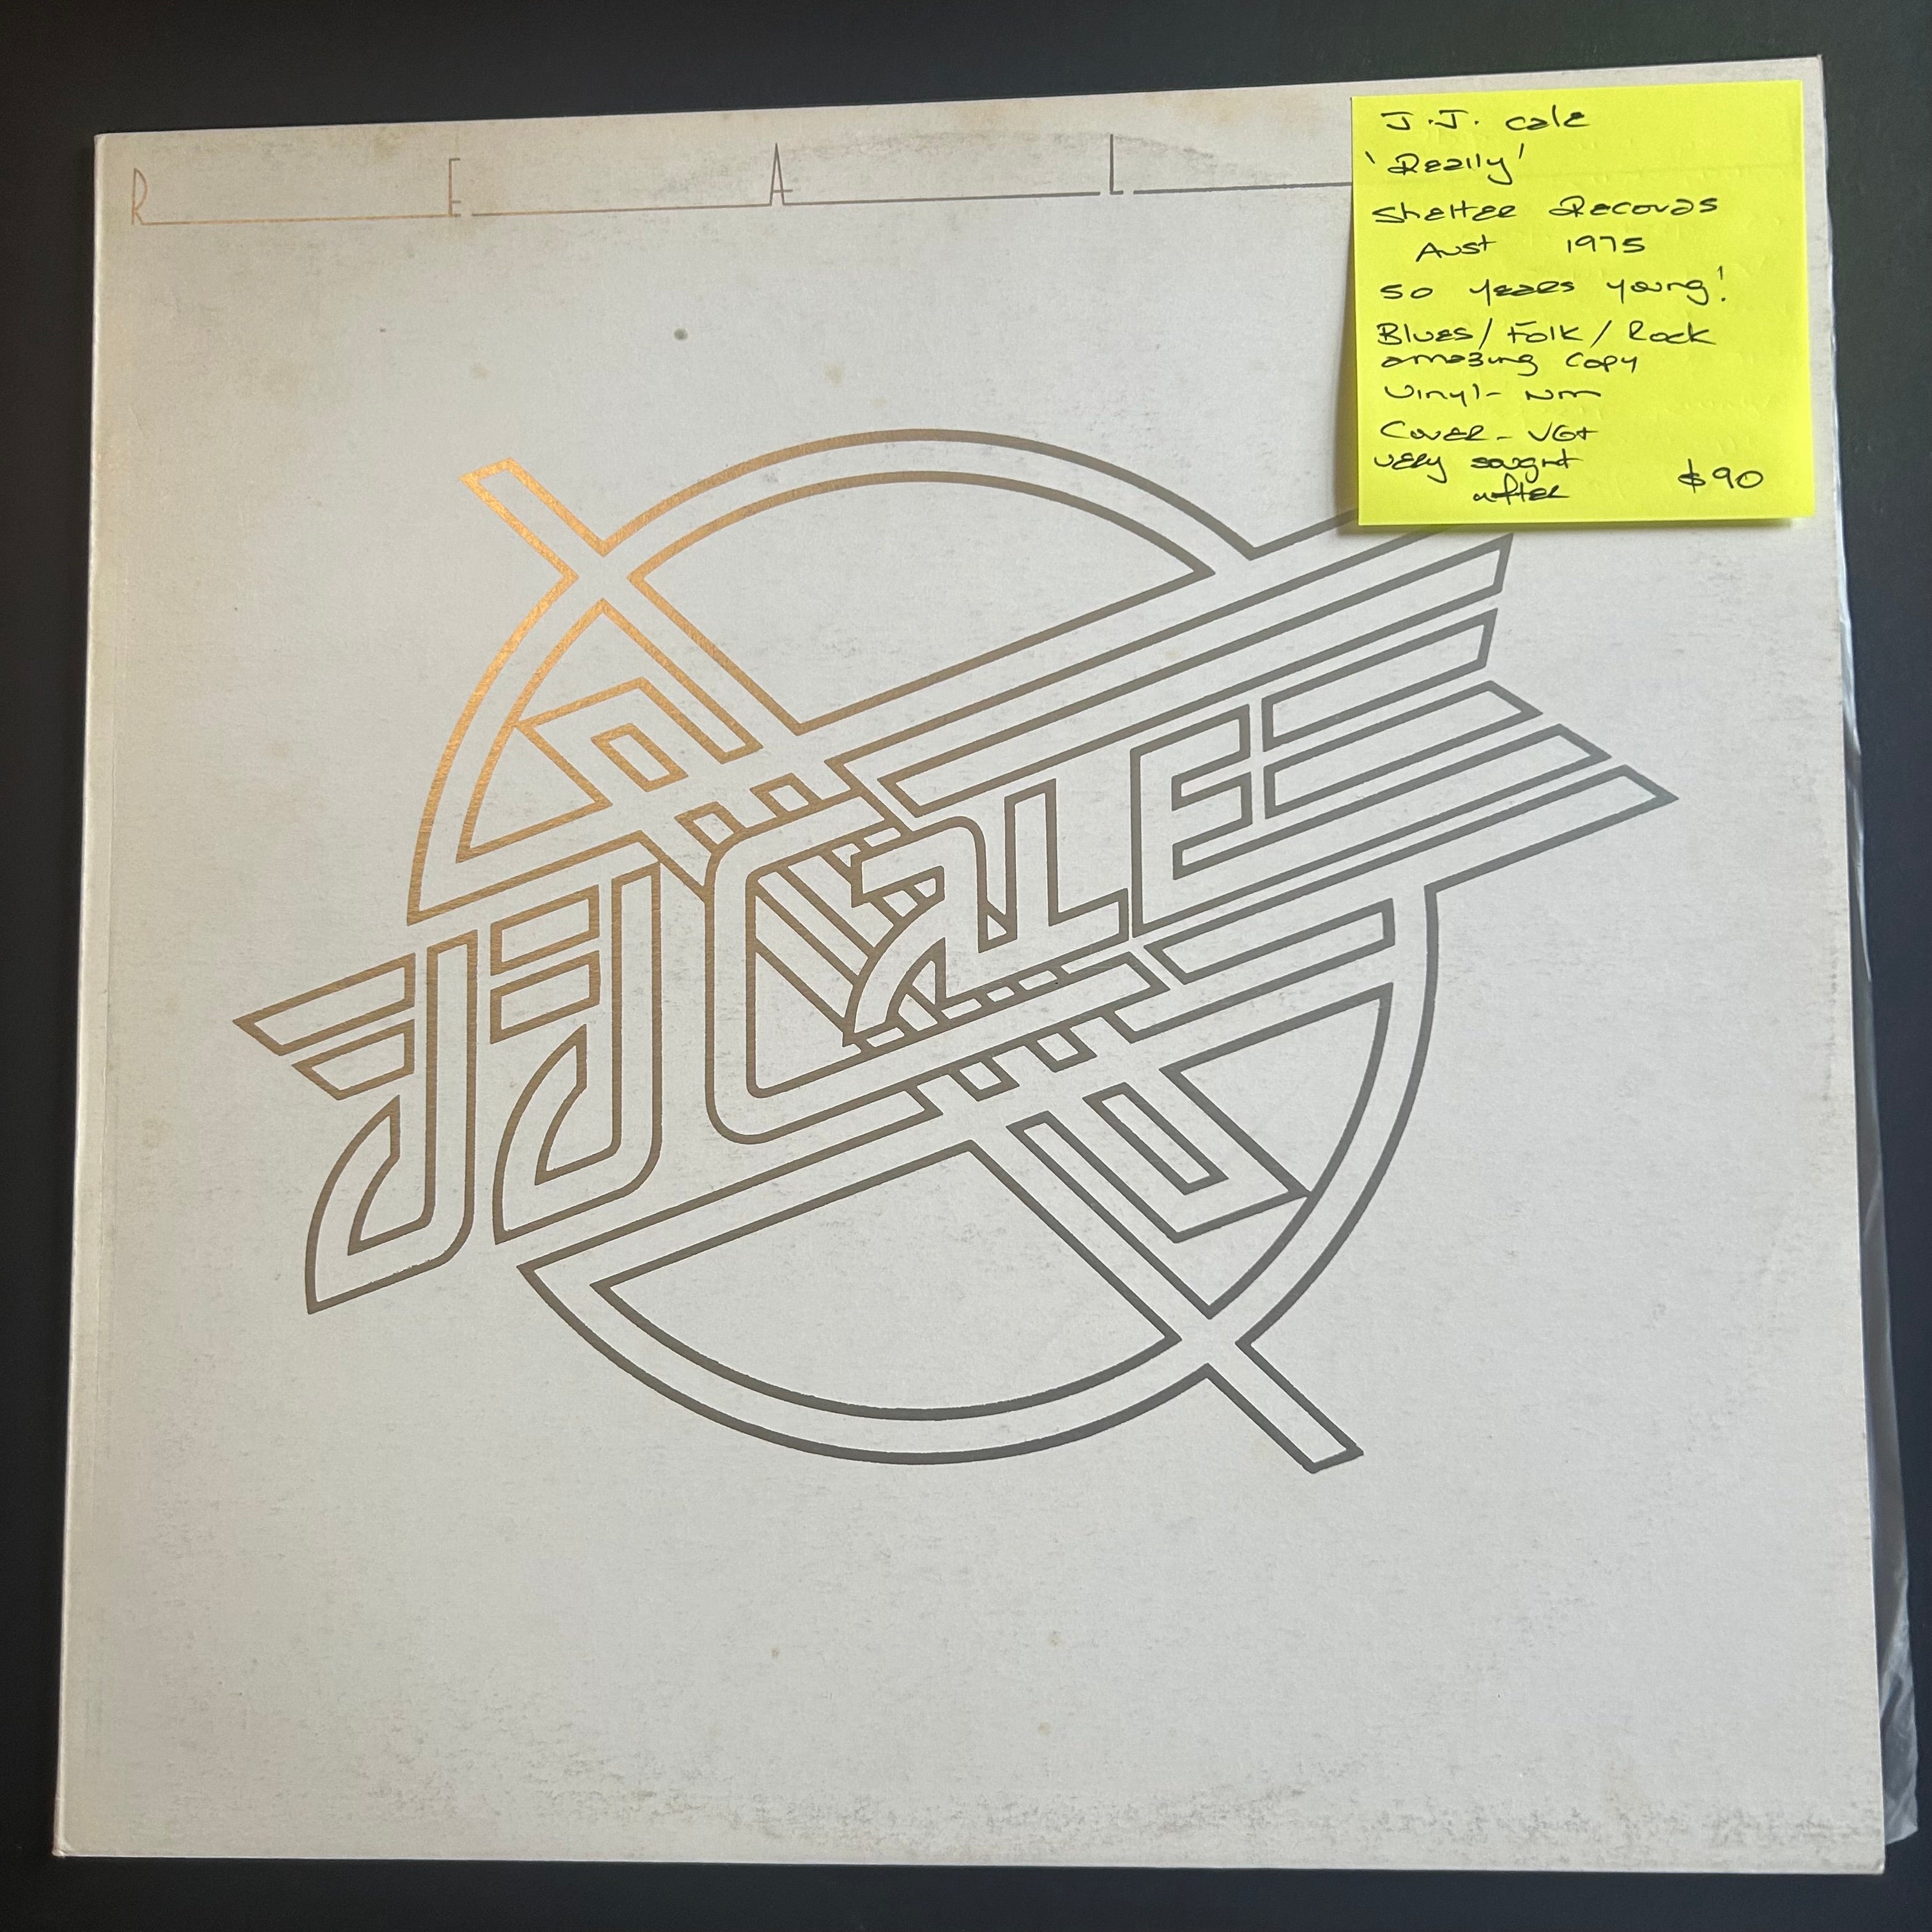 R E A L
J.J. Cale
'Really'
Shelter Records
Aust 1975
50 years young!
Blues / Folk / Rock
amazing copy
Vinyl - NM
Cover - VG+
very sought
after $90
JJ CALE